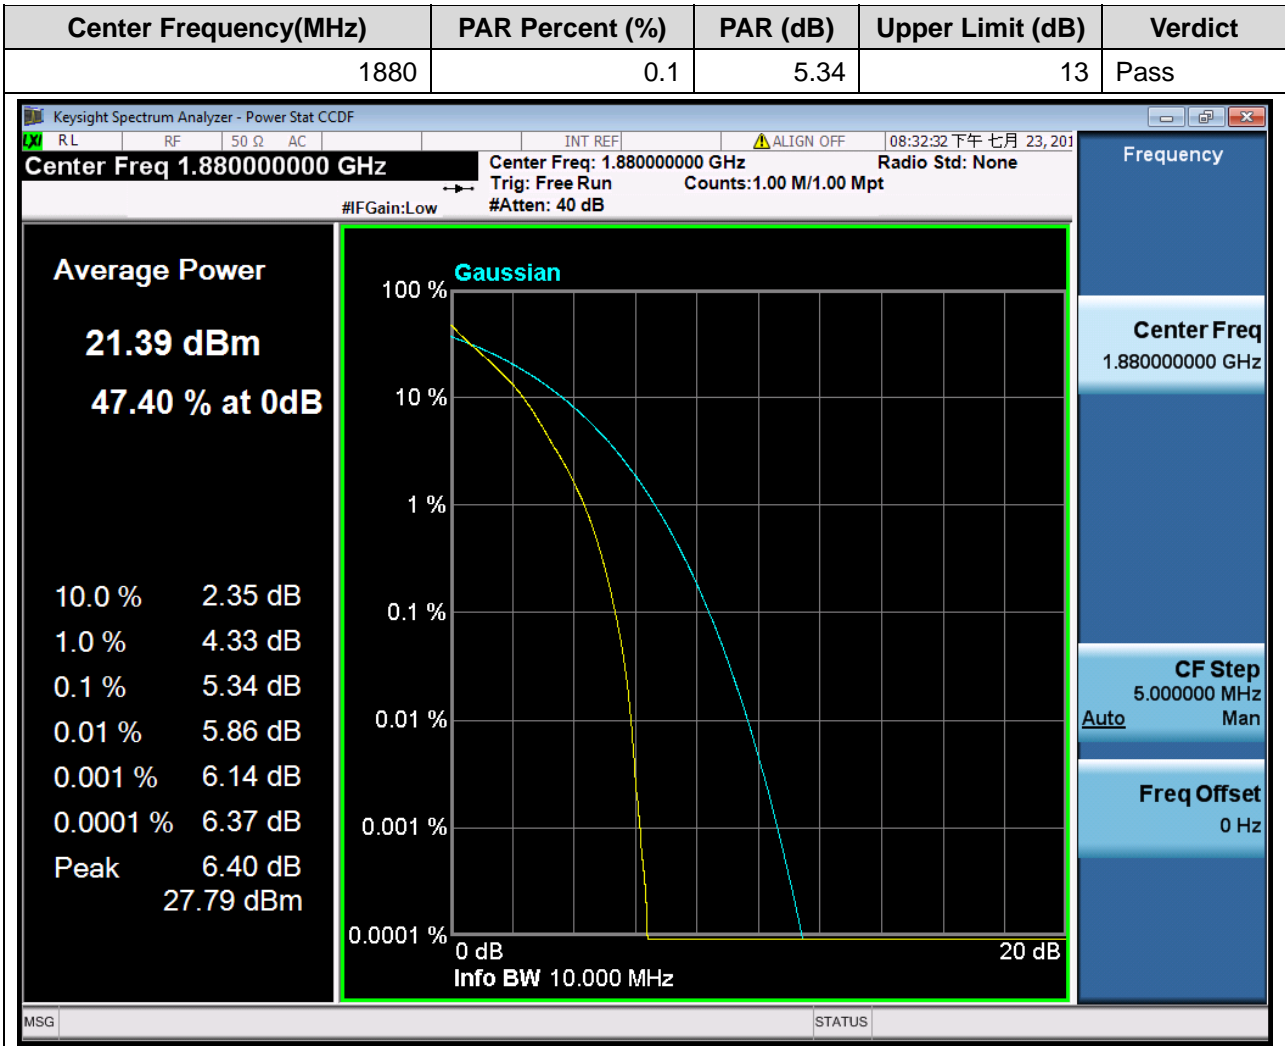 Center Frequency(MHz) PAR Percent (%) PAR (dB) Upper Limit (dB) Verdict
1880 0.1 5.34 13 Pass
Keysight Spectrum Analyzer - Power Stat CCDF
LXI RL RF 50 Ω AC INT REF ALIGN OFF 08:32:32 下午 七月 23, 201
Center Freq 1.880000000 GHz
Center Freq: 1.880000000 GHz Radio Std: None
Trig: Free Run Counts:1.00 M/1.00 Mpt
#IFGain:Low #Atten: 40 dB
Frequency
Average Power
21.39 dBm
47.40 % at 0dB
10.0 % 2.35 dB
1.0 % 4.33 dB
0.1 % 5.34 dB
0.01 % 5.86 dB
0.001 % 6.14 dB
0.0001 % 6.37 dB
Peak 6.40 dB
27.79 dBm
Gaussian
100 %
10 %
1 %
0.1 %
0.01 %
0.001 %
0.0001 %
0 dB 20 dB
Info BW 10.000 MHz
Center Freq
1.880000000 GHz
CF Step
5.000000 MHz
Auto Man
Freq Offset
0 Hz
MSG STATUS